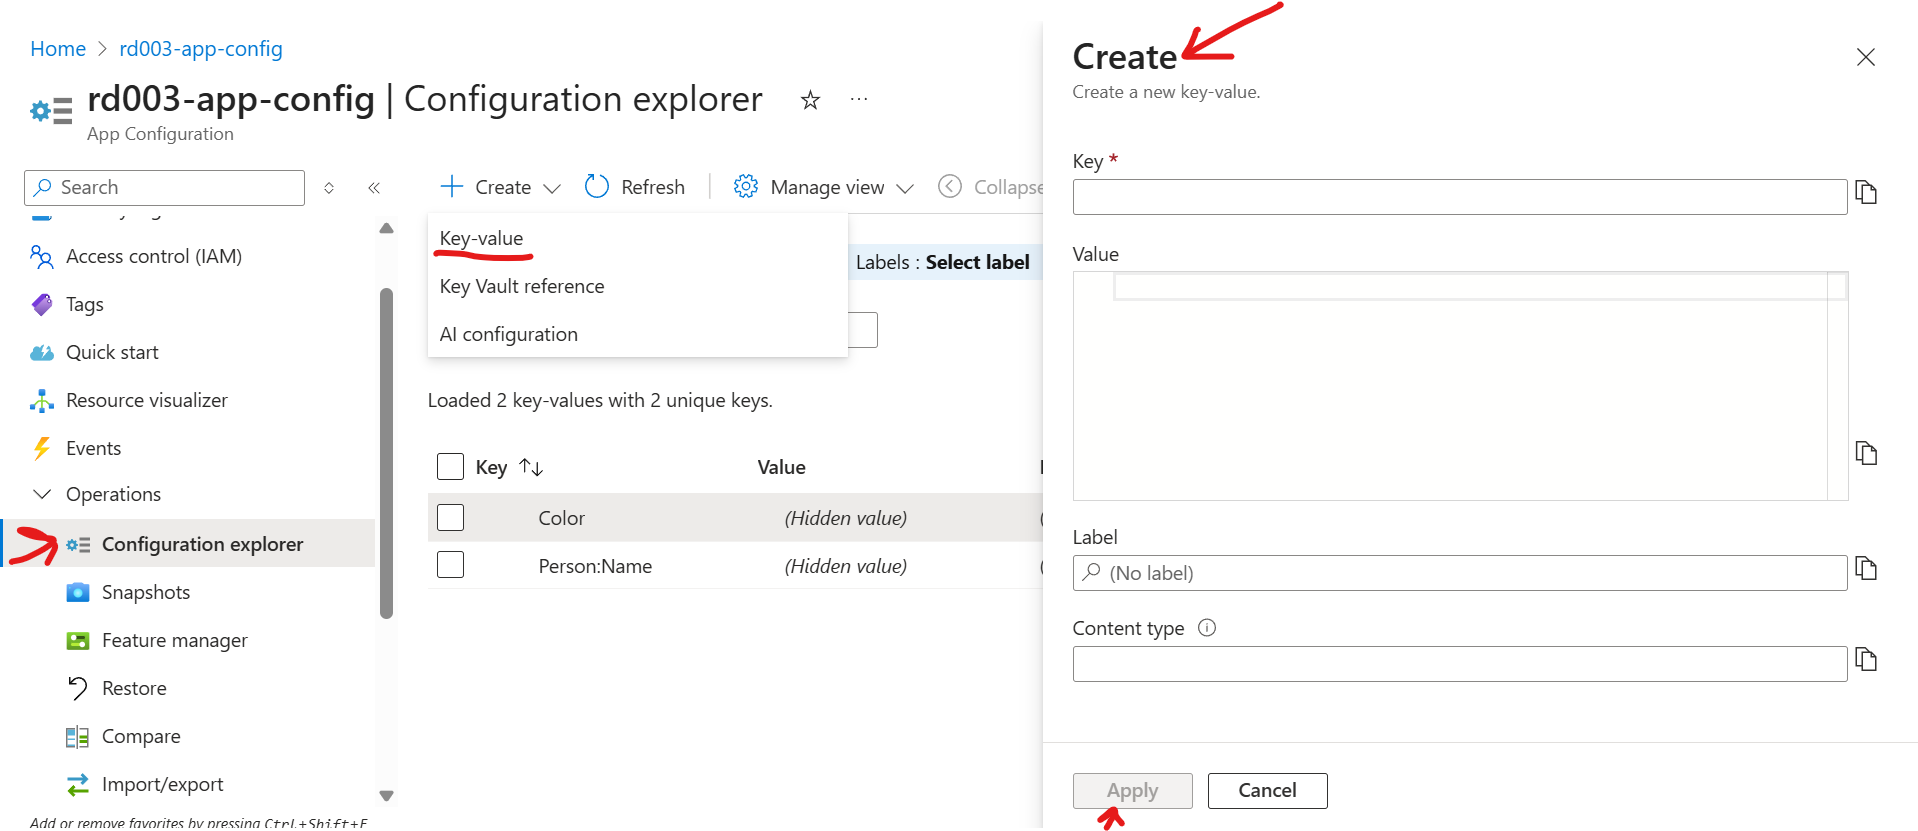 Home > rd003-app-config
rd003-app-config | Configuration explorer
App Configuration
Search
Access control (IAM)
Tags
Quick start
Resource visualizer
Events
Operations
Configuration explorer
Snapshots
Feature manager
Restore
Compare
Import/export
Add or remove favorites by pressing Ctrl+Shift+F
Create
Refresh
Manage view
Collapse
Key-value
Key Vault reference
AI configuration
Labels : Select label
Loaded 2 key-values with 2 unique keys.
Key Value
Color (Hidden value)
Person:Name (Hidden value)
Create
Create a new key-value.
Key *
Value
Label
(No label)
Content type
Apply Cancel